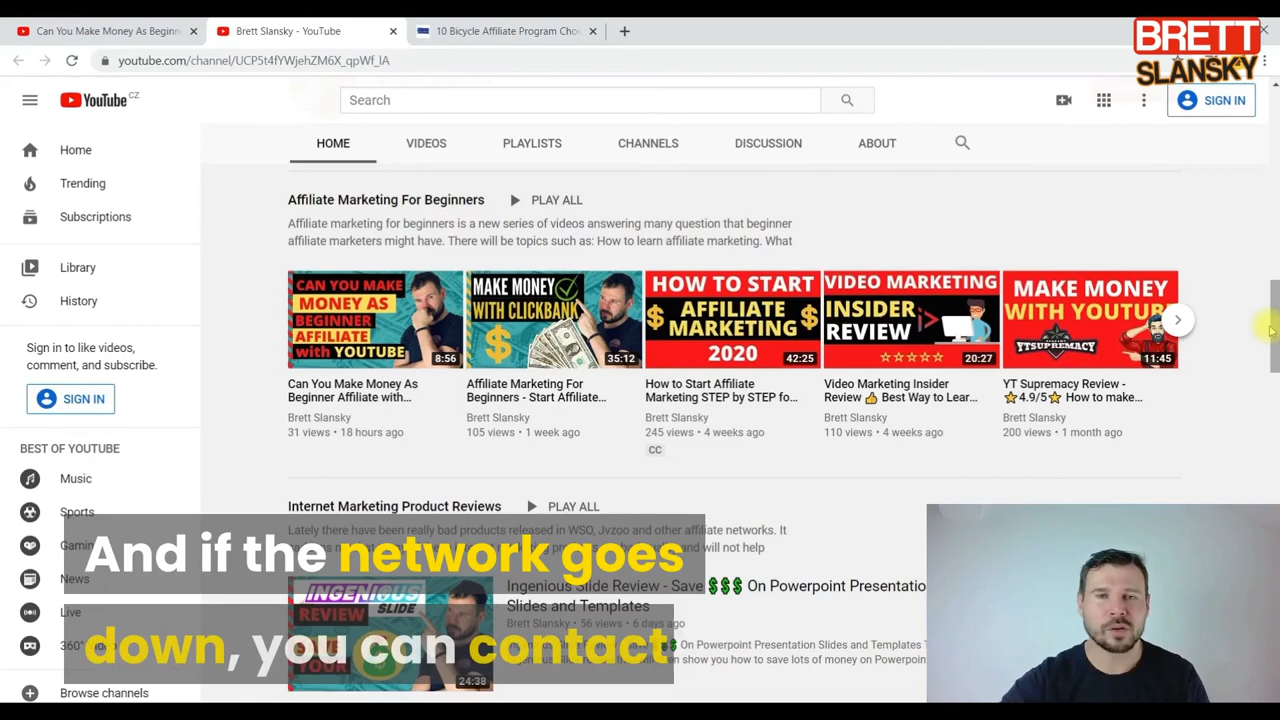 Can You Make Money As Beginn
Brett Slansky - YouTube
10 Bicycle Affiliate Program Choi
BRETT
SLANSKY
youtube.com/channel/UCP5t4fYWjehZM6X_qpWf_lA
YouTube CZ
Search
SIGN IN
HOME
VIDEOS
PLAYLISTS
CHANNELS
DISCUSSION
ABOUT
Home
Trending
Subscriptions
Library
History
Sign in to like videos,
comment, and subscribe.
SIGN IN
BEST OF YOUTUBE
Music
Sports
News
Live
Browse channels
Affiliate Marketing For Beginners
PLAY ALL
Affiliate marketing for beginners is a new series of videos answering many question that beginner
affiliate marketers might have. There will be topics such as: How to learn affiliate marketing. What
CAN YOU MAKE
MONEY AS
BEGINNER
AFFILIATE
with YOUTUBE
8:56
Can You Make Money As
Beginner Affiliate with...
Brett Slansky
31 views • 18 hours ago
MAKE MONEY
WITH CLICKBANK
35:12
Affiliate Marketing For
Beginners - Start Affiliate...
Brett Slansky
105 views • 1 week ago
HOW TO START
AFFILIATE
MARKETING
2020
42:25
How to Start Affiliate
Marketing STEP by STEP fo...
Brett Slansky
245 views • 4 weeks ago
CC
VIDEO MARKETING
INSIDER
REVIEW
20:27
Video Marketing Insider
Review 👍 Best Way to Lear...
Brett Slansky
110 views • 4 weeks ago
MAKE MONEY
WITH YOUTUB
YTSUPREMACY
11:45
YT Supremacy Review -
⭐4.9/5⭐ How to make...
Brett Slansky
200 views • 1 month ago
Internet Marketing Product Reviews
PLAY ALL
Lately there have been really bad products released in WSO, Jvzoo and other affiliate networks. It
INGENIOUS
SLIDE
REVIEW
24:38
Ingenious Slide Review - Save $$$ On Powerpoint Presentatio
Slides and Templates
Brett Slansky • 56 views • 6 days ago
On Powerpoint Presentation Slides and Templates T
show you how to save lots of money on Powerpoin
And if the network goes
down, you can contact